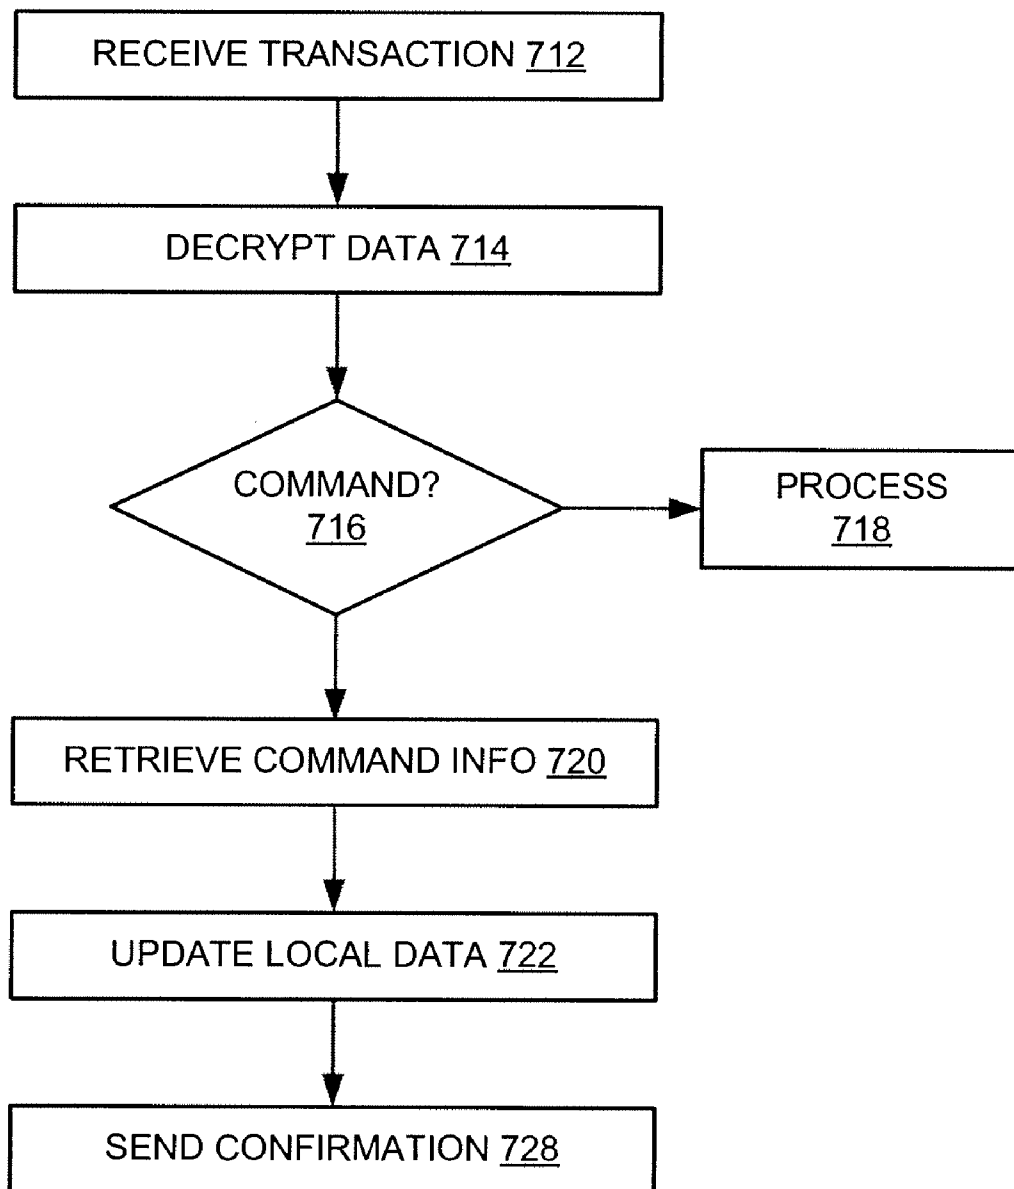 RECEIVE TRANSACTION 712
DECRYPT DATA 714
COMMAND?
716
PROCESS
718
RETRIEVE COMMAND INFO 720
UPDATE LOCAL DATA 722
SEND CONFIRMATION 728